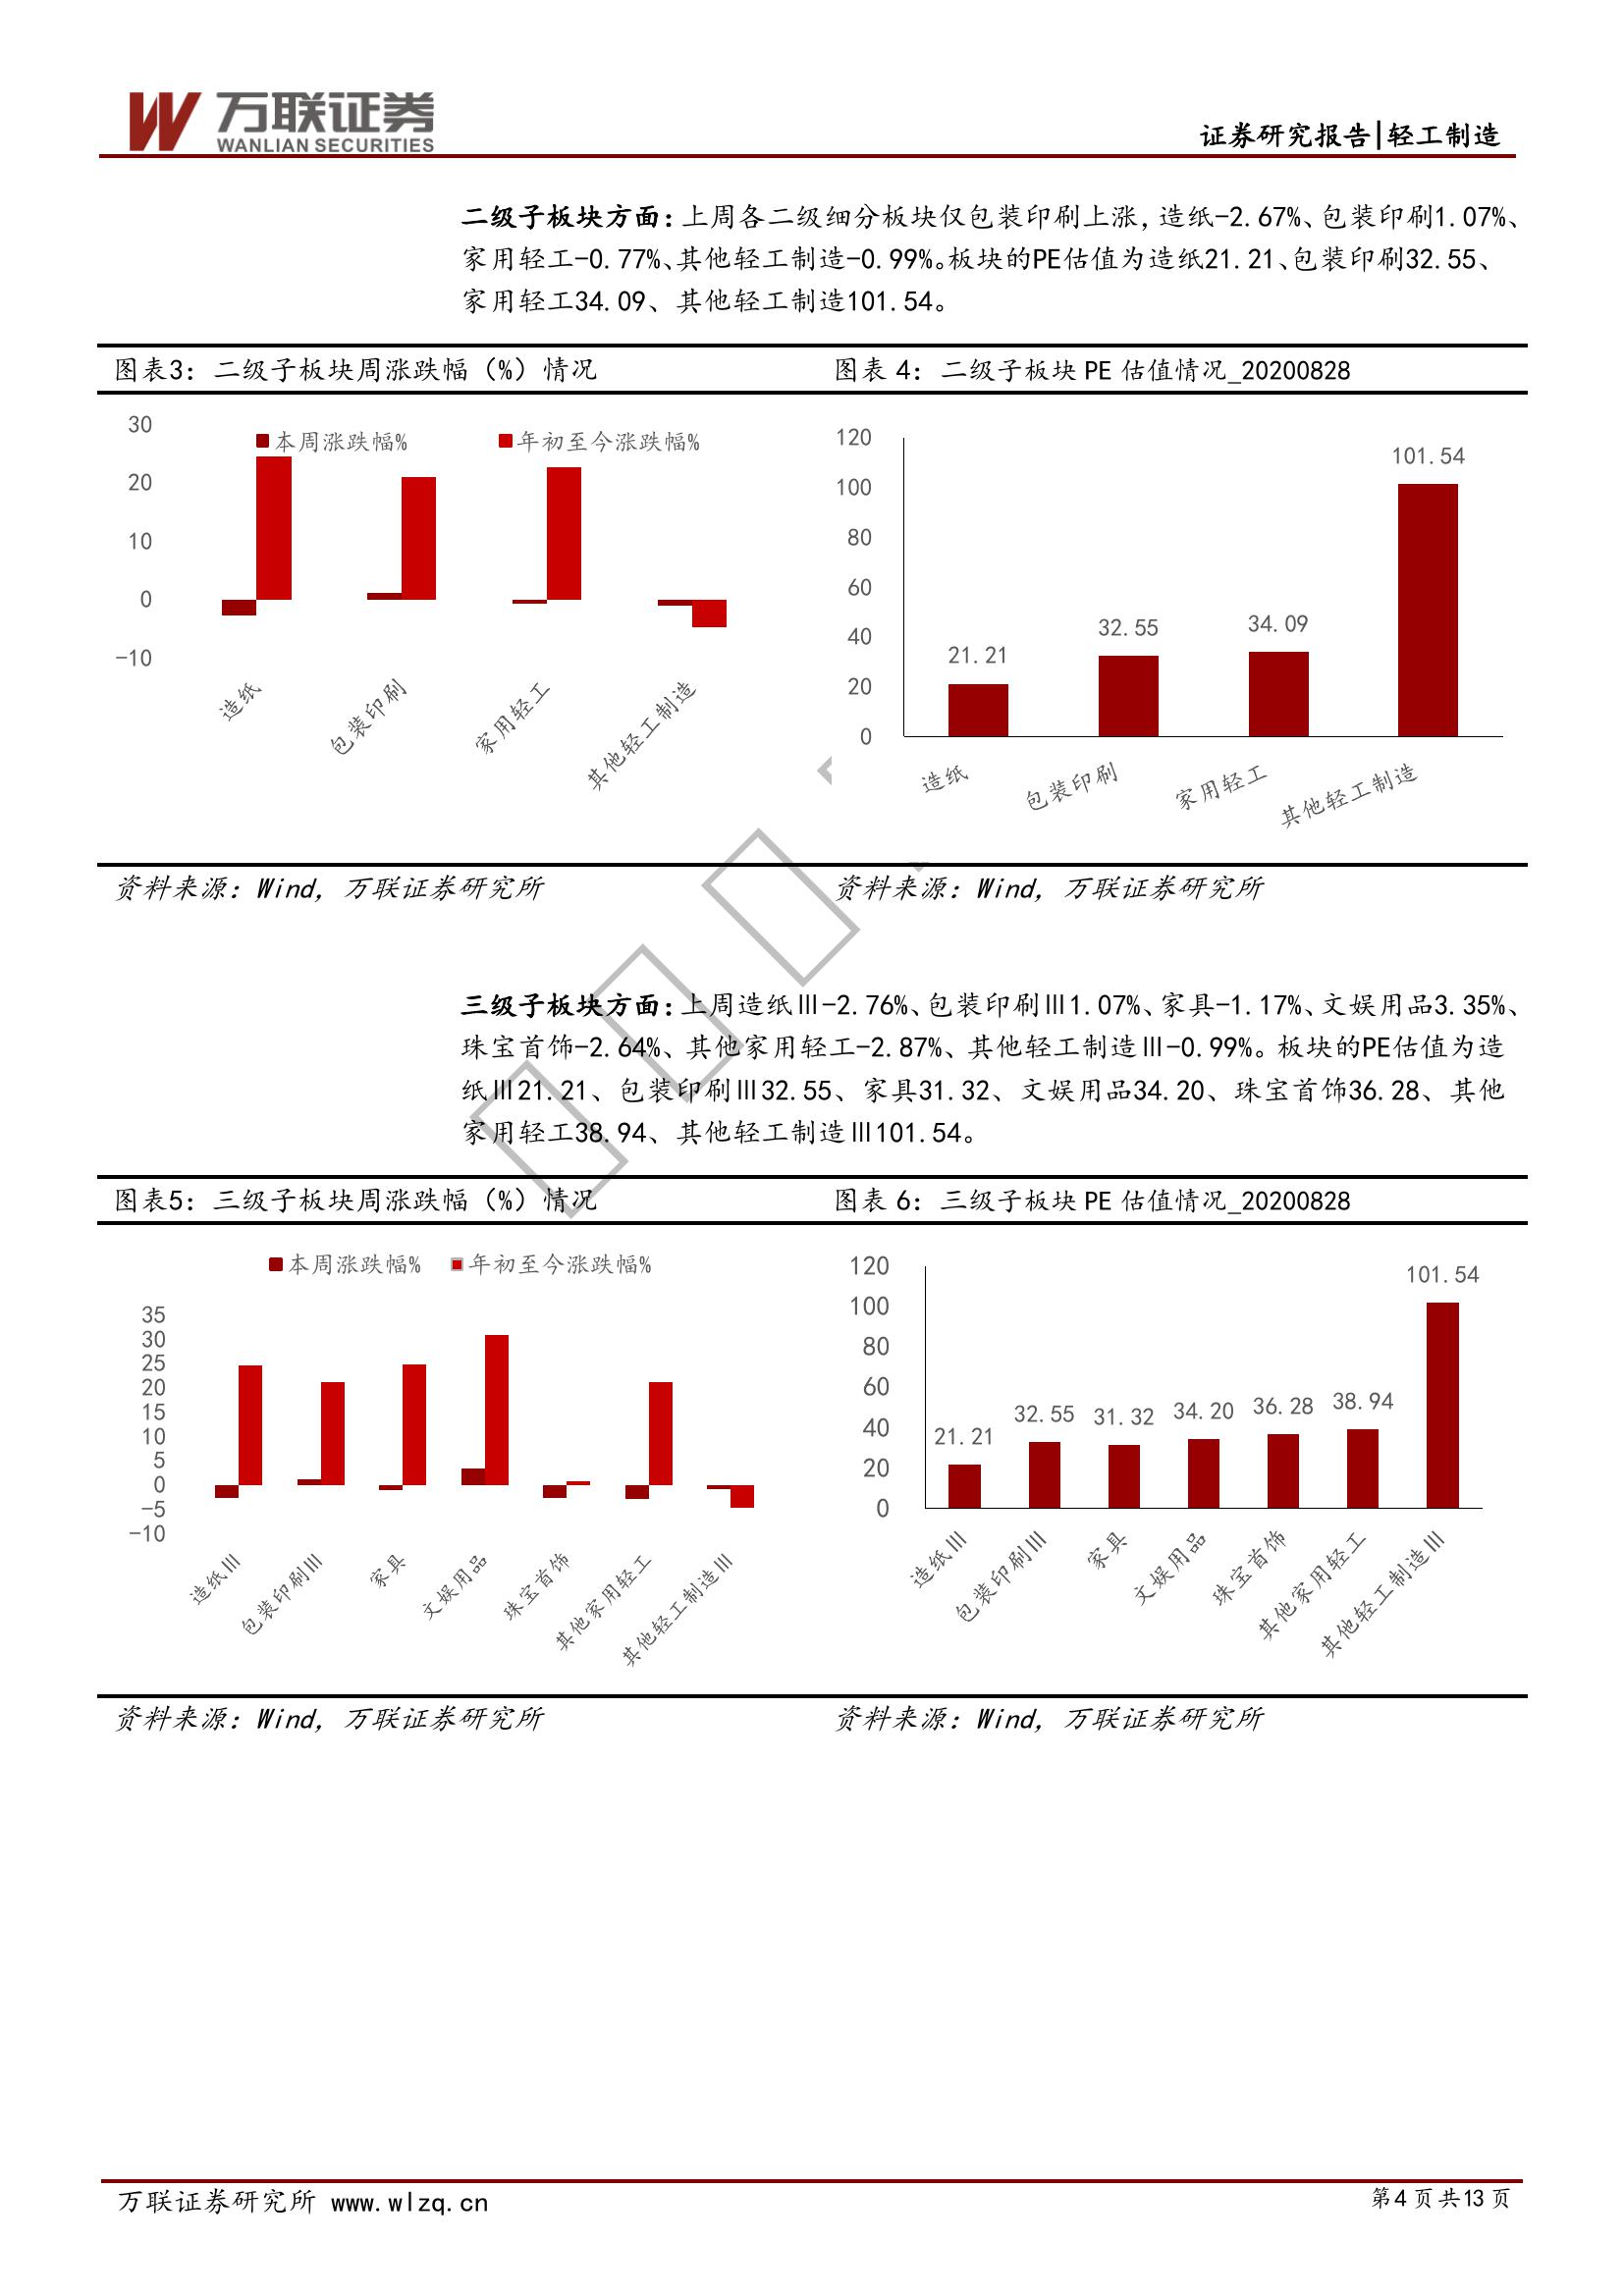 万联证券
WANLIAN SECURITIES
证券研究报告|轻工制造
二级子板块方面：上周各二级细分板块仅包装印刷上涨，造纸-2.67%、包装印刷1.07%、
家用轻工-0.77%、其他轻工制造-0.99%。板块的PE估值为造纸21.21、包装印刷32.55、
家用轻工34.09、其他轻工制造101.54。
图表3：二级子板块周涨跌幅（%）情况
本周涨跌幅%
年初至今涨跌幅%
30
20
10
0
-10
造纸
包装印刷
家用轻工
其他轻工制造
图表 4：二级子板块 PE 估值情况_20200828
120
100
80
60
40
20
0
21.21
32.55
34.09
101.54
造纸
包装印刷
家用轻工
其他轻工制造
资料来源：Wind，万联证券研究所
资料来源：Wind，万联证券研究所
三级子板块方面：上周造纸Ⅲ-2.76%、包装印刷Ⅲ1.07%、家具-1.17%、文娱用品3.35%、
珠宝首饰-2.64%、其他家用轻工-2.87%、其他轻工制造Ⅲ-0.99%。板块的PE估值为造
纸Ⅲ21.21、包装印刷Ⅲ32.55、家具31.32、文娱用品34.20、珠宝首饰36.28、其他
家用轻工38.94、其他轻工制造Ⅲ101.54。
图表5：三级子板块周涨跌幅（%）情况
本周涨跌幅%
年初至今涨跌幅%
35
30
25
20
15
10
5
0
-5
-10
造纸Ⅲ
包装印刷Ⅲ
家具
文娱用品
珠宝首饰
其他家用轻工
其他轻工制造Ⅲ
图表 6：三级子板块 PE 估值情况_20200828
120
100
80
60
40
20
0
21.21
32.55
31.32
34.20
36.28
38.94
101.54
造纸Ⅲ
包装印刷Ⅲ
家具
文娱用品
珠宝首饰
其他家用轻工
其他轻工制造Ⅲ
资料来源：Wind，万联证券研究所
资料来源：Wind，万联证券研究所
万联证券研究所 www.wlzq.cn
第4页共13页